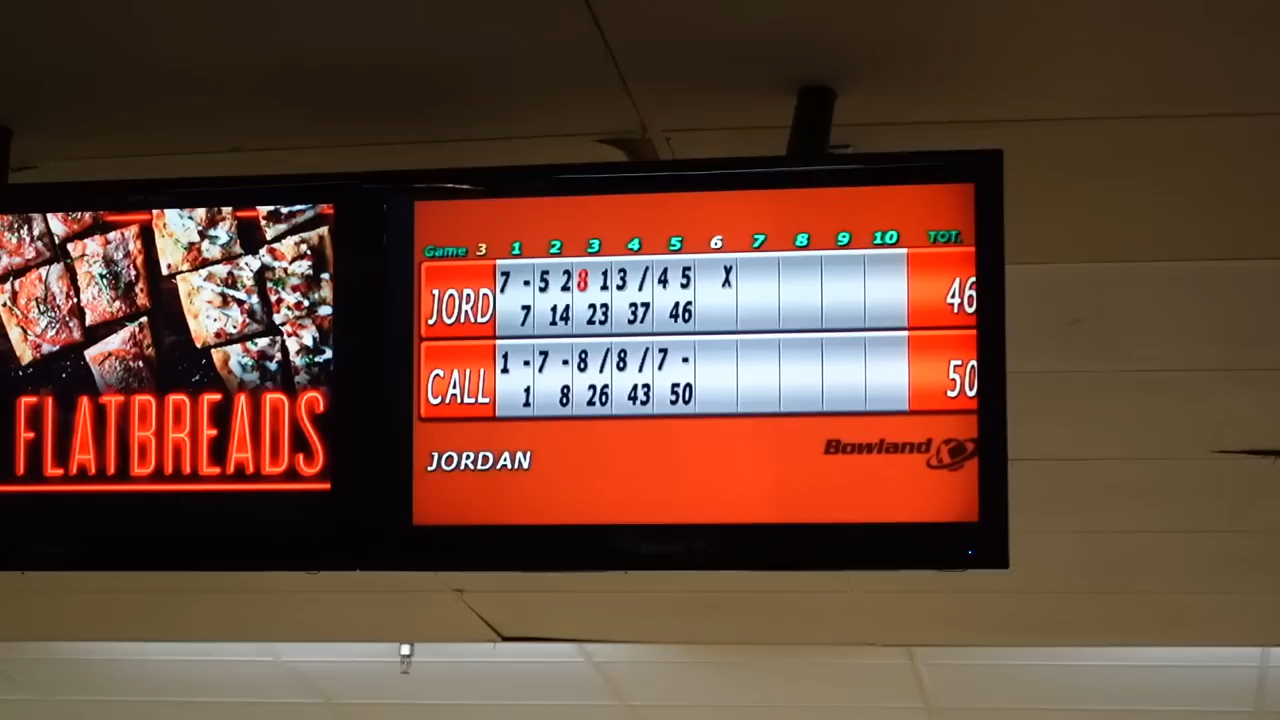 FLATBREADS
Game 3 1 2 3 4 5 6 7 8 9 10 TOT.
JORD 7 - 5 2 8 1 3 / 4 5 X 46
7 14 23 37 46
CALL 1 - 7 - 8 / 8 / 7 - 50
1 8 26 43 50
JORDAN
Bowland